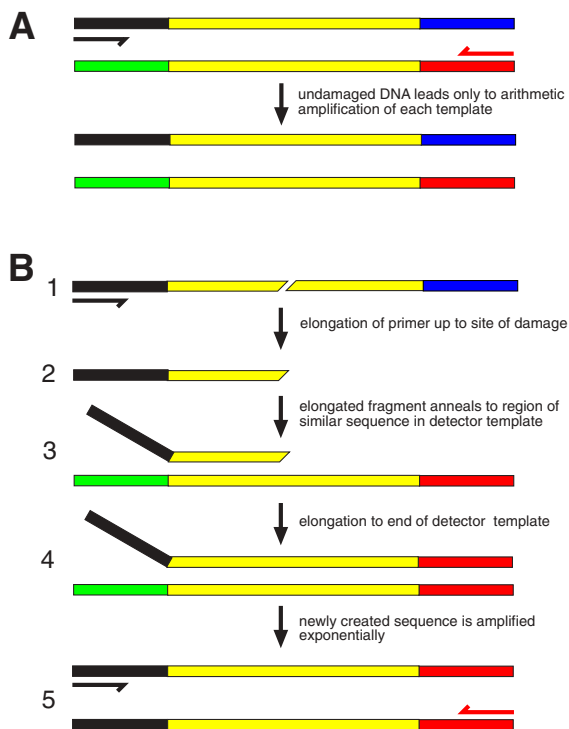 A
undamaged DNA leads only to arithmetic
amplification of each template
B
1
elongation of primer up to site of damage
2
elongated fragment anneals to region of
similar sequence in detector template
3
elongation to end of detector template
4
newly created sequence is amplified
exponentially
5